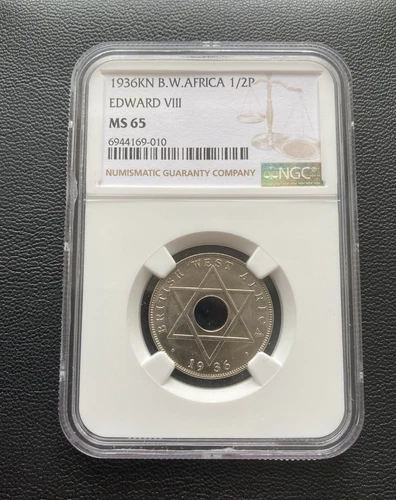 1936KN B.W.AFRICA 1/2P
EDWARD VIII
MS 65
6944169-010
NUMISMATIC GUARANTY COMPANY
NGC
BRITISH WEST AFRICA
1936